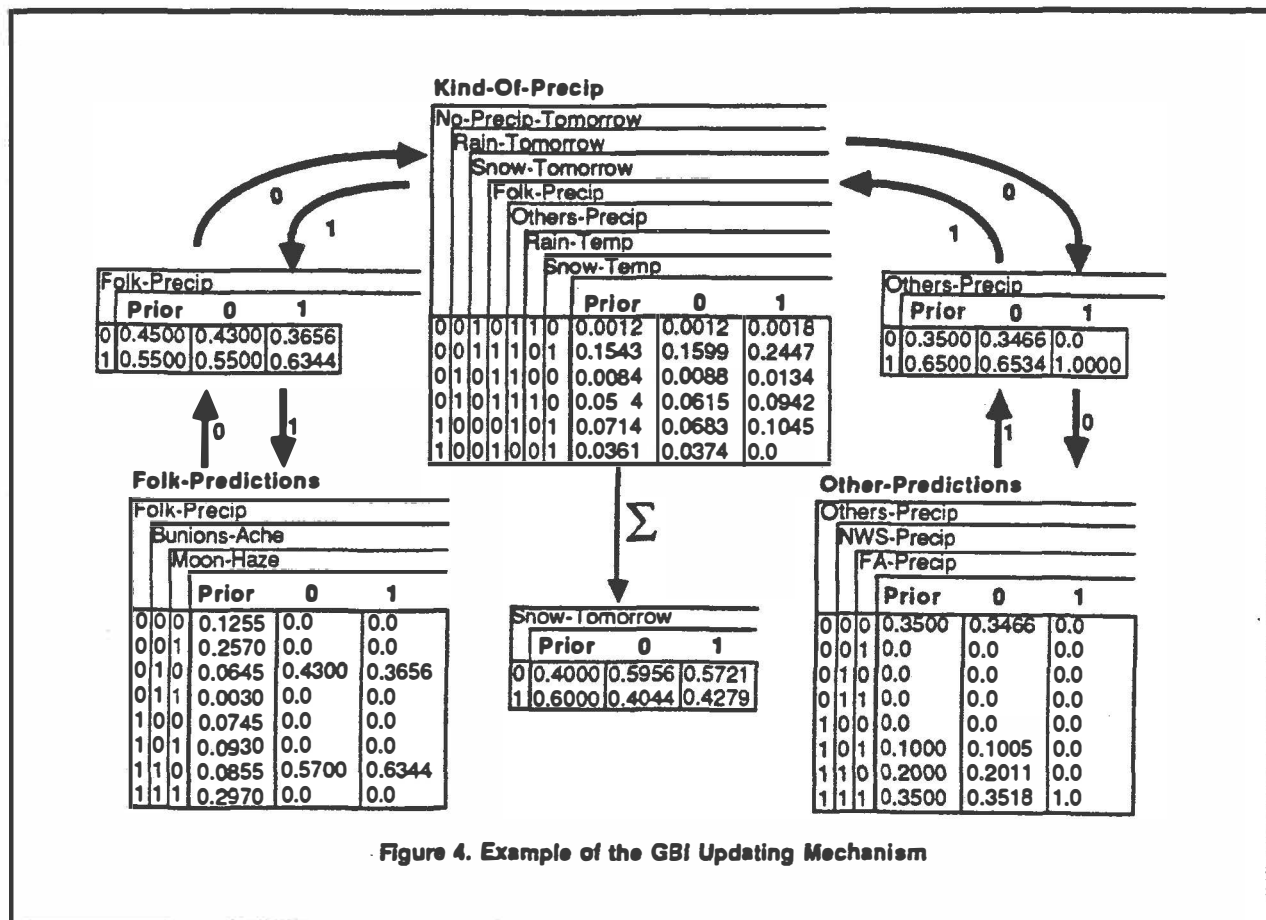 Kind-Of-Precip
No-Precip-Tomorrow
Rain-Tomorrow
Snow-Tomorrow
Folk-Precip
Others-Precip
Rain-Temp
Snow-Temp
Prior 0 1
0 0 1 0 1 1 0 0.0012 0.0012 0.0018
0 0 1 1 1 0 1 0.1543 0.1599 0.2447
0 1 0 1 1 0 0 0.0084 0.0088 0.0134
0 1 0 1 1 1 0 0.05 4 0.0615 0.0942
1 0 0 0 1 1 0 0.0714 0.0683 0.1045
1 0 0 1 0 0 1 0.0361 0.0374 0.0
0
1
0
1
Folk-Precip
Prior 0 1
0 0.4500 0.4300 0.3656
1 0.5500 0.5500 0.6344
0
1
Others-Precip
Prior 0 1
0 0.3500 0.3466 0.0
1 0.6500 0.6534 1.0000
1
0
Folk-Predictions
Folk-Precip
Bunions-Ache
Moon-Haze
Prior 0 1
0 0 0 0.1255 0.0 0.0
0 0 1 0.2570 0.0 0.0
0 1 0 0.0645 0.4300 0.3656
0 1 1 0.0030 0.0 0.0
1 0 0 0.0745 0.0 0.0
1 0 1 0.0930 0.0 0.0
1 1 0 0.0855 0.5700 0.6344
1 1 1 0.2970 0.0 0.0
Σ
Snow-Tomorrow
Prior 0 1
0 0.4000 0.5956 0.5721
1 0.6000 0.4044 0.4279
Other-Predictions
Others-Precip
NWS-Precip
FA-Precip
Prior 0 1
0 0 0 0.3500 0.3466 0.0
0 0 1 0.0 0.0 0.0
0 1 0 0.0 0.0 0.0
0 1 1 0.0 0.0 0.0
1 0 0 0.0 0.0 0.0
1 0 1 0.1000 0.1005 0.0
1 1 0 0.2000 0.2011 0.0
1 1 1 0.3500 0.3518 1.0
Figure 4. Example of the GBI Updating Mechanism